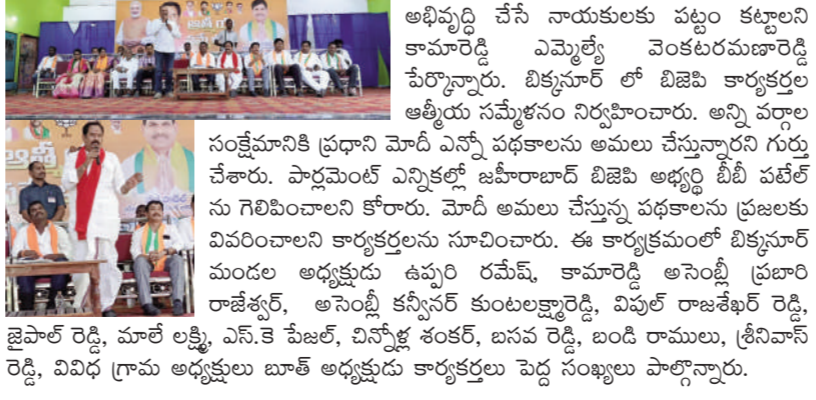 అభివృద్ధి చేసే నాయకులకు పట్టం కట్టాలని
కామారెడ్డి ఎమ్మెల్యే వెంకటరమణారెడ్డి
పేర్కొన్నారు. బిక్కనూర్ లో బిజెపి కార్యకర్తల
ఆత్మీయ సమ్మేళనం నిర్వహించారు. అన్ని వర్గాల
సంక్షేమానికి ప్రధాని మోదీ ఎన్నో పథకాలను అమలు చేస్తున్నారని గుర్తు
చేశారు. పార్లమెంట్ ఎన్నికల్లో జహీరాబాద్ బిజెపి అభ్యర్థి బీబీ పటేల్
ను గెలిపించాలని కోరారు. మోదీ అమలు చేస్తున్న పథకాలను ప్రజలకు
వివరించాలని కార్యకర్తలను సూచించారు. ఈ కార్యక్రమంలో బిక్కనూర్
మండల అధ్యక్షుడు ఉప్పరి రమేష్, కామారెడ్డి అసెంబ్లీ ప్రబారి
రాజేశ్వర్, అసెంబ్లీ కన్వీనర్ కుంటలక్ష్మారెడ్డి, విపుల్ రాజశేఖర్ రెడ్డి,
జైపాల్ రెడ్డి, మాలే లక్ష్మి, ఎస్.కె పేజల్, చిన్నోళ్ల శంకర్, బసవ రెడ్డి, బండి రాములు, శ్రీనివాస్
రెడ్డి, వివిధ గ్రామ అధ్యక్షులు బూత్ అధ్యక్షుడు కార్యకర్తలు పెద్ద సంఖ్యలు పాల్గొన్నారు.